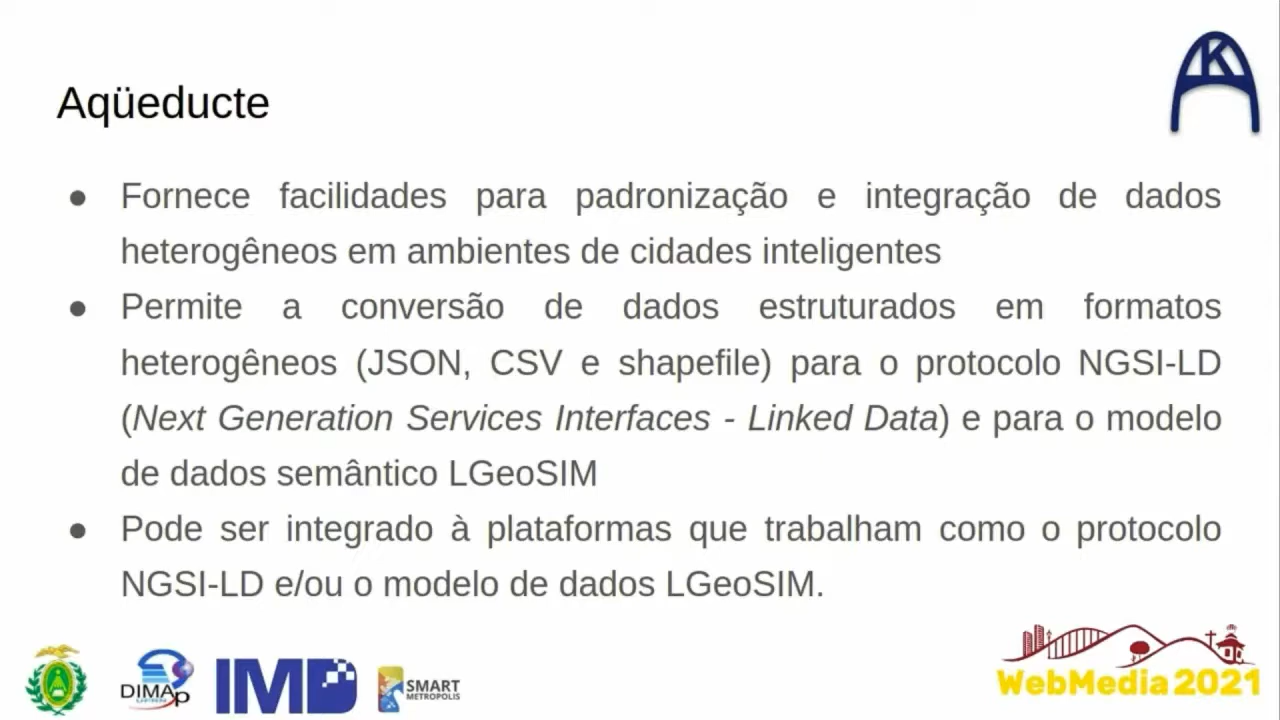 Aqüeducte
● Fornece facilidades para padronização e integração de dados
heterogêneos em ambientes de cidades inteligentes
● Permite a conversão de dados estruturados em formatos
heterogêneos (JSON, CSV e shapefile) para o protocolo NGSI-LD
(Next Generation Services Interfaces - Linked Data) e para o modelo
de dados semântico LGeoSIM
● Pode ser integrado à plataformas que trabalham como o protocolo
NGSI-LD e/ou o modelo de dados LGeoSIM.
DIMAp
IMD
SMART
METROPOLIS
WebMedia 2021